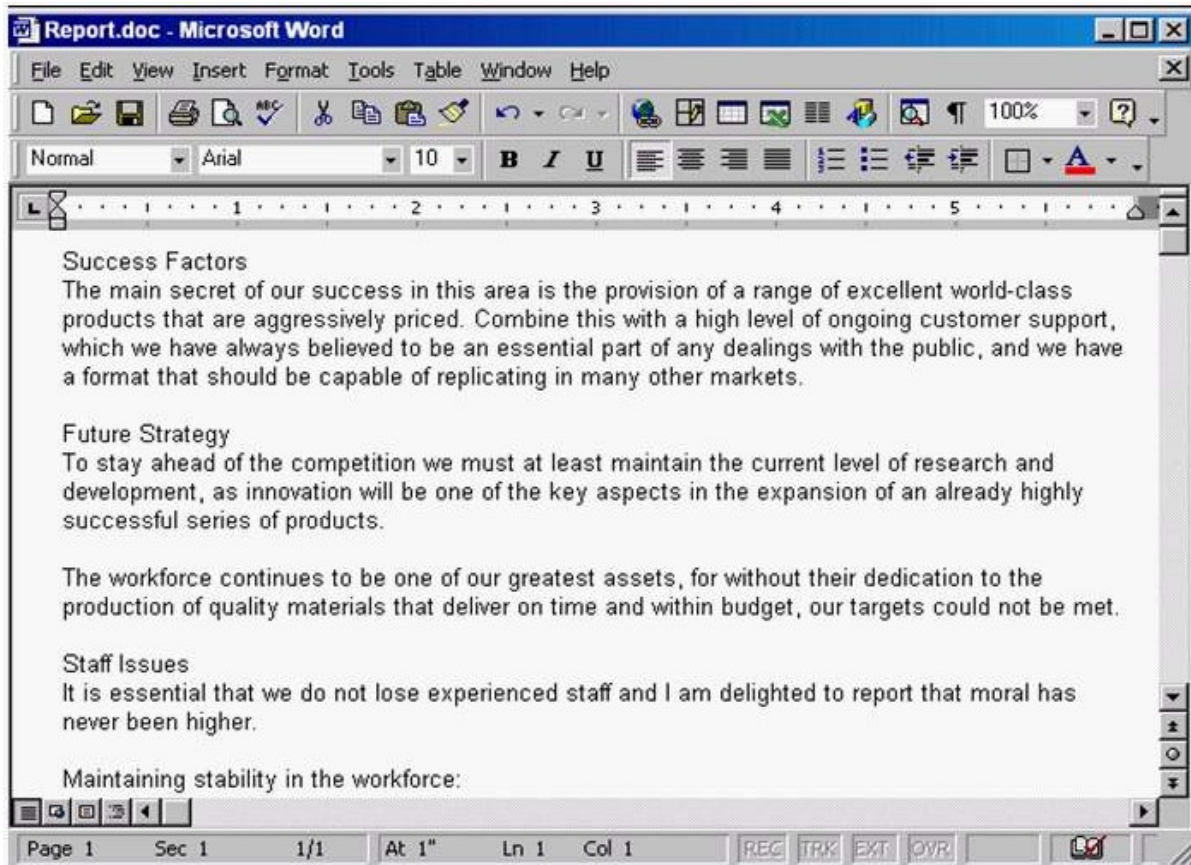 Report.doc - Microsoft Word
File Edit View Insert Format Tools Table Window Help
ABC 100%
Normal Arial 10 B I U A
1 2 3 4 5
Success Factors
The main secret of our success in this area is the provision of a range of excellent world-class
products that are aggressively priced. Combine this with a high level of ongoing customer support,
which we have always believed to be an essential part of any dealings with the public, and we have
a format that should be capable of replicating in many other markets.
Future Strategy
To stay ahead of the competition we must at least maintain the current level of research and
development, as innovation will be one of the key aspects in the expansion of an already highly
successful series of products.
The workforce continues to be one of our greatest assets, for without their dedication to the
production of quality materials that deliver on time and within budget, our targets could not be met.
Staff Issues
It is essential that we do not lose experienced staff and I am delighted to report that moral has
never been higher.
Maintaining stability in the workforce:
Page 1 Sec 1 1/1 At 1" Ln 1 Col 1 REC TRK EXT OVR